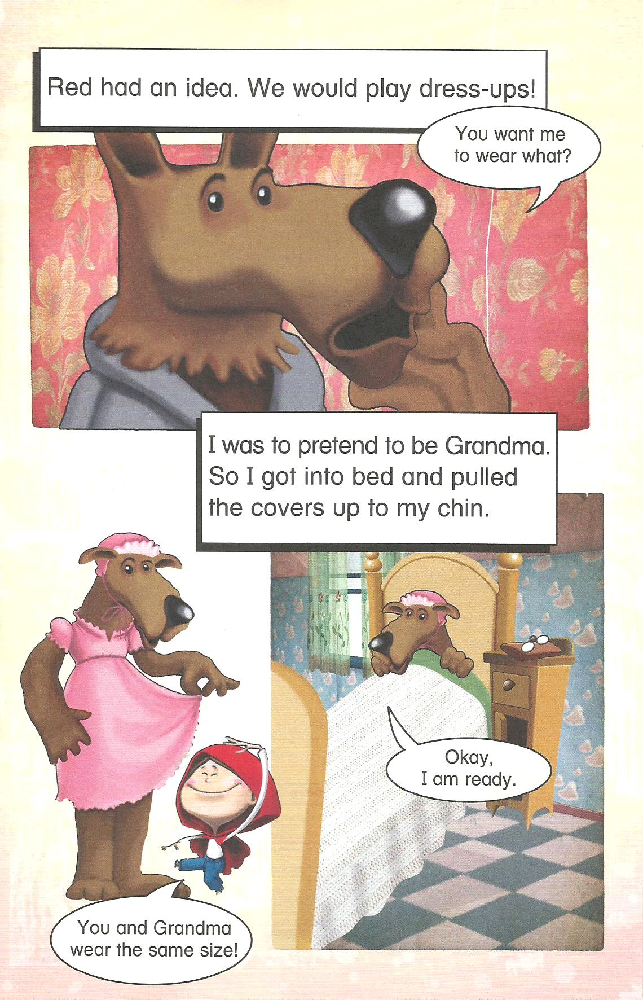 Red had an idea. We would play dress-ups!
You want me
to wear what?
I was to pretend to be Grandma.
So I got into bed and pulled
the covers up to my chin.
Okay,
I am ready.
You and Grandma
wear the same size!